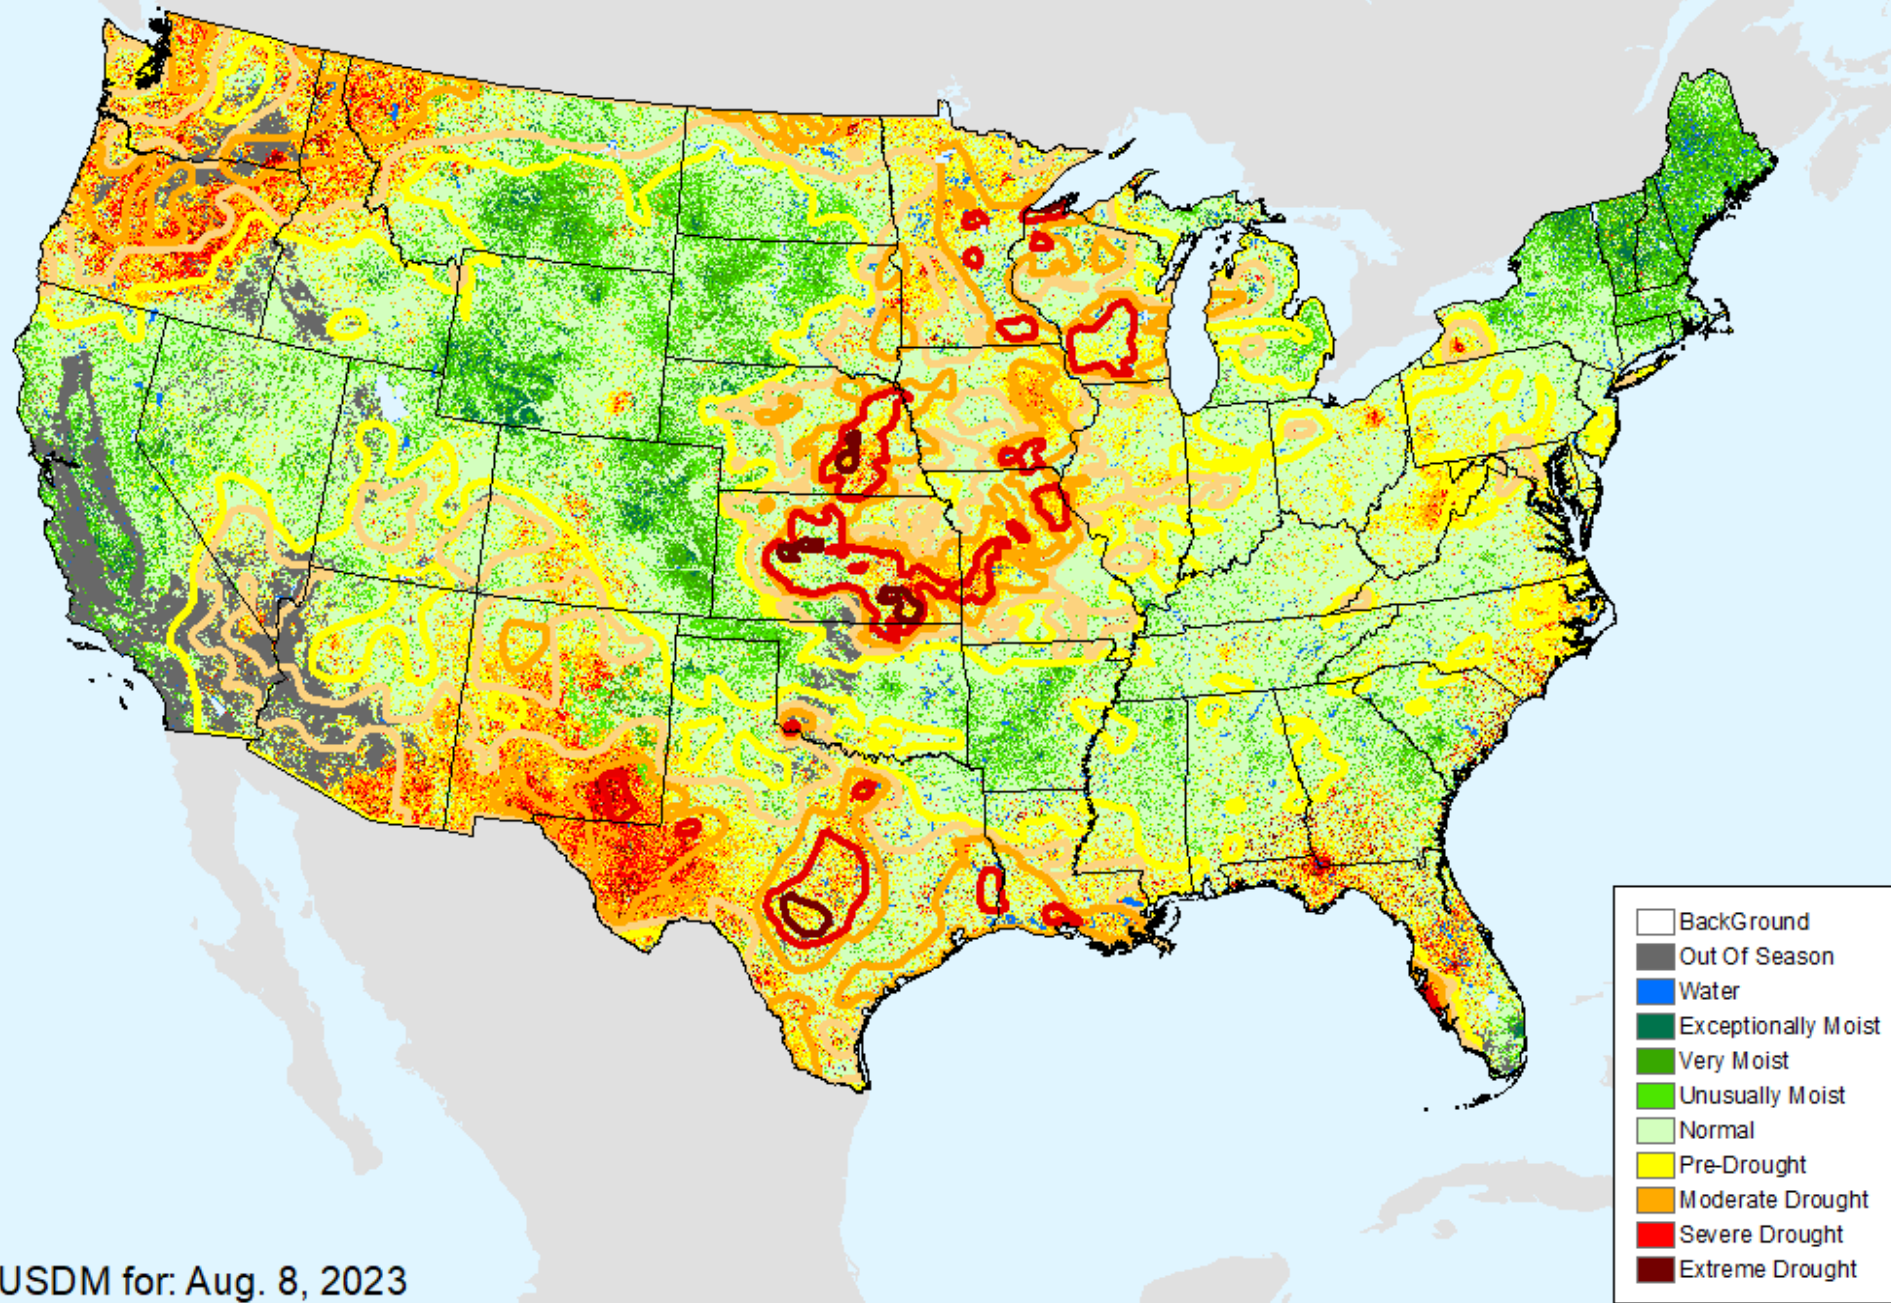 BackGround
Out Of Season
Water
Exceptionally Moist
Very Moist
Unusually Moist
Normal
Pre-Drought
Moderate Drought
Severe Drought
Extreme Drought
USDM for: Aug. 8, 2023